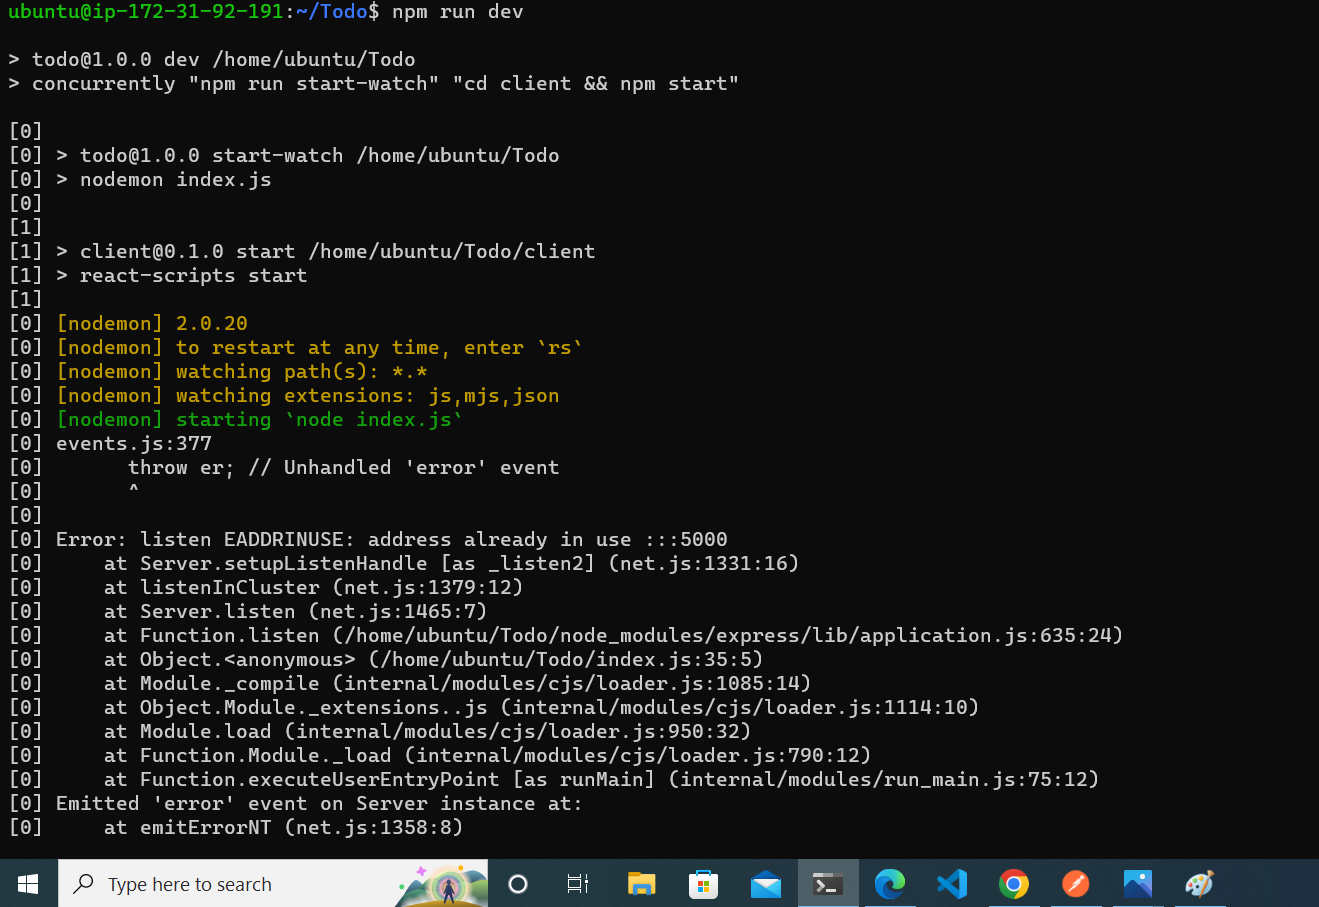 ubuntu@ip-172-31-92-191:~/Todo$ npm run dev
> todo@1.0.0 dev /home/ubuntu/Todo
> concurrently "npm run start-watch" "cd client && npm start"
[0]
[0] > todo@1.0.0 start-watch /home/ubuntu/Todo
[0] > nodemon index.js
[0]
[1]
[1] > client@0.1.0 start /home/ubuntu/Todo/client
[1] > react-scripts start
[1]
[0] [nodemon] 2.0.20
[0] [nodemon] to restart at any time, enter `rs`
[0] [nodemon] watching path(s): *.*
[0] [nodemon] watching extensions: js,mjs,json
[0] [nodemon] starting `node index.js`
[0] events.js:377
[0]       throw er; // Unhandled 'error' event
[0]       ^
[0]
[0] Error: listen EADDRINUSE: address already in use :::5000
[0]     at Server.setupListenHandle [as _listen2] (net.js:1331:16)
[0]     at listenInCluster (net.js:1379:12)
[0]     at Server.listen (net.js:1465:7)
[0]     at Function.listen (/home/ubuntu/Todo/node_modules/express/lib/application.js:635:24)
[0]     at Object.<anonymous> (/home/ubuntu/Todo/index.js:35:5)
[0]     at Module._compile (internal/modules/cjs/loader.js:1085:14)
[0]     at Object.Module._extensions..js (internal/modules/cjs/loader.js:1114:10)
[0]     at Module.load (internal/modules/cjs/loader.js:950:32)
[0]     at Function.Module._load (internal/modules/cjs/loader.js:790:12)
[0]     at Function.executeUserEntryPoint [as runMain] (internal/modules/run_main.js:75:12)
[0] Emitted 'error' event on Server instance at:
[0]     at emitErrorNT (net.js:1358:8)
Type here to search